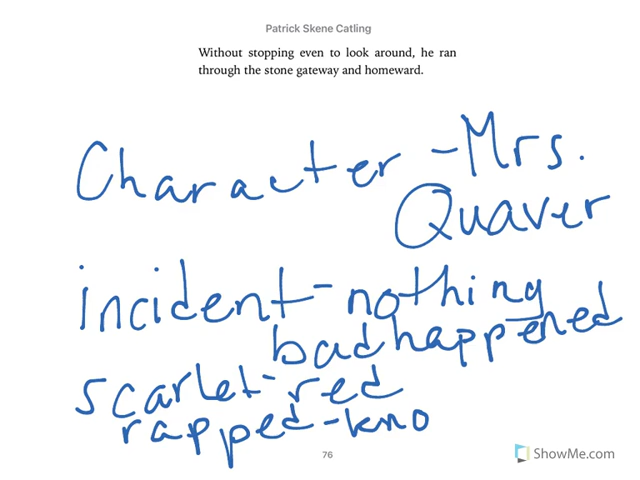 Patrick Skene Catling
Without stopping even to look around, he ran
through the stone gateway and homeward.
Character - Mrs.
Quaver
incident - nothing
bad happened
scarlet - red
rapped - kno
76
ShowMe.com